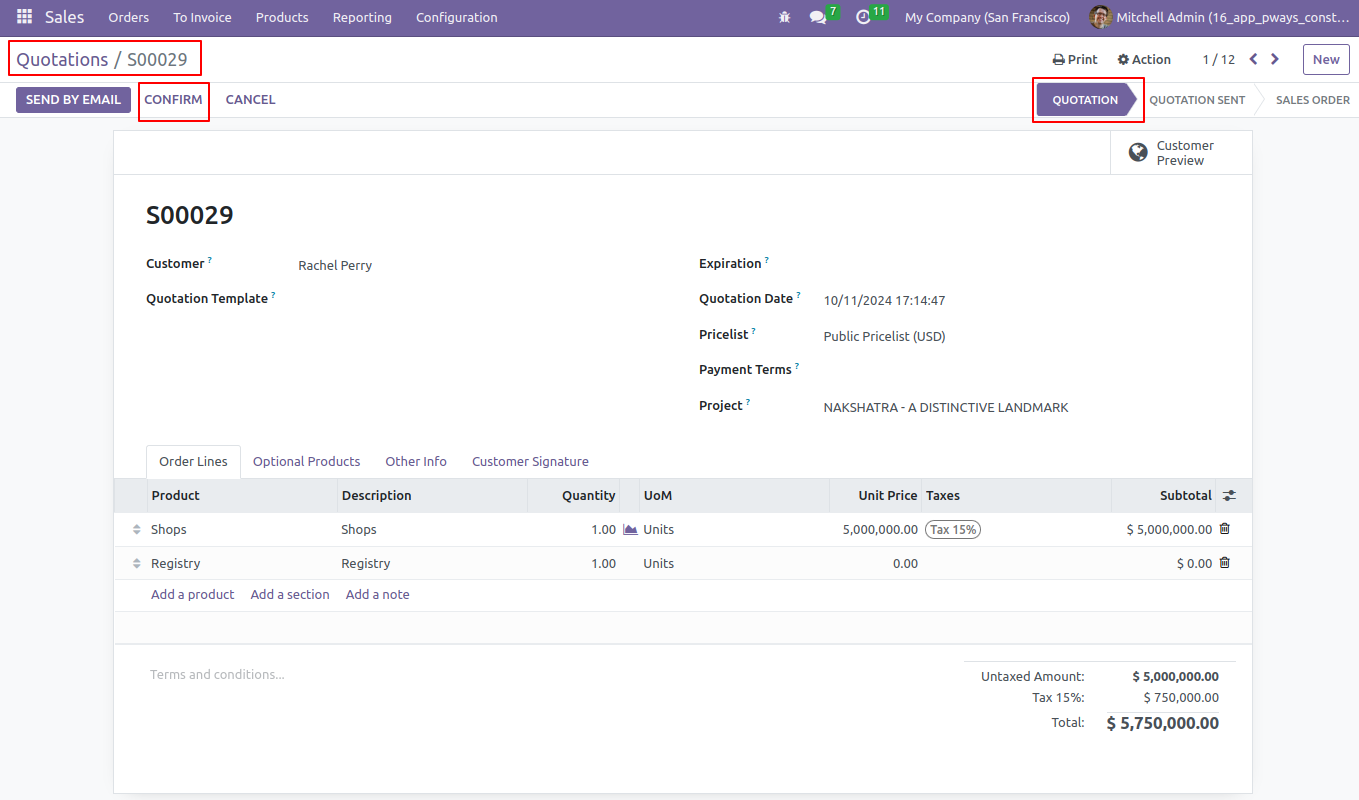 Sales Orders To Invoice Products Reporting Configuration 7 11 My Company (San Francisco) Mitchell Admin (16_app_pways_const...
Quotations / S00029 Print Action 1 / 12 New
SEND BY EMAIL CONFIRM CANCEL QUOTATION QUOTATION SENT SALES ORDER
Customer
Preview
S00029
Customer ? Rachel Perry Expiration ?
Quotation Template ? Quotation Date ? 10/11/2024 17:14:47
Pricelist ? Public Pricelist (USD)
Payment Terms ?
Project ? NAKSHATRA - A DISTINCTIVE LANDMARK
Order Lines Optional Products Other Info Customer Signature
Product Description Quantity UoM Unit Price Taxes Subtotal
Shops Shops 1.00 Units 5,000,000.00 Tax 15% $ 5,000,000.00
Registry Registry 1.00 Units 0.00 $ 0.00
Add a product Add a section Add a note
Terms and conditions... Untaxed Amount: $ 5,000,000.00
Tax 15%: $ 750,000.00
Total: $ 5,750,000.00